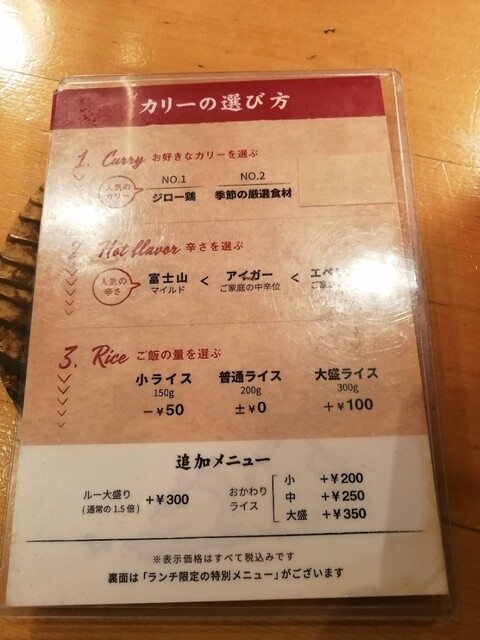 カリーの選び方
1. Curry お好きなカリーを選ぶ
人気の
カリー
NO.1
ジロー鶏
NO.2
季節の厳選食材
2. Hot flavor 辛さを選ぶ
人気の
辛さ
富士山 < アイガー < エベ
マイルド ご家庭の中辛位 ご家
3. Rice ご飯の量を選ぶ
小ライス 普通ライス 大盛ライス
150g 200g 300g
－¥50 ±¥0 ＋¥100
追加メニュー
ルー大盛り
(通常の1.5倍)
＋¥300
おかわり
ライス
小 ＋¥200
中 ＋¥250
大盛 ＋¥350
※表示価格はすべて税込みです
裏面は「ランチ限定の特別メニュー」がございます